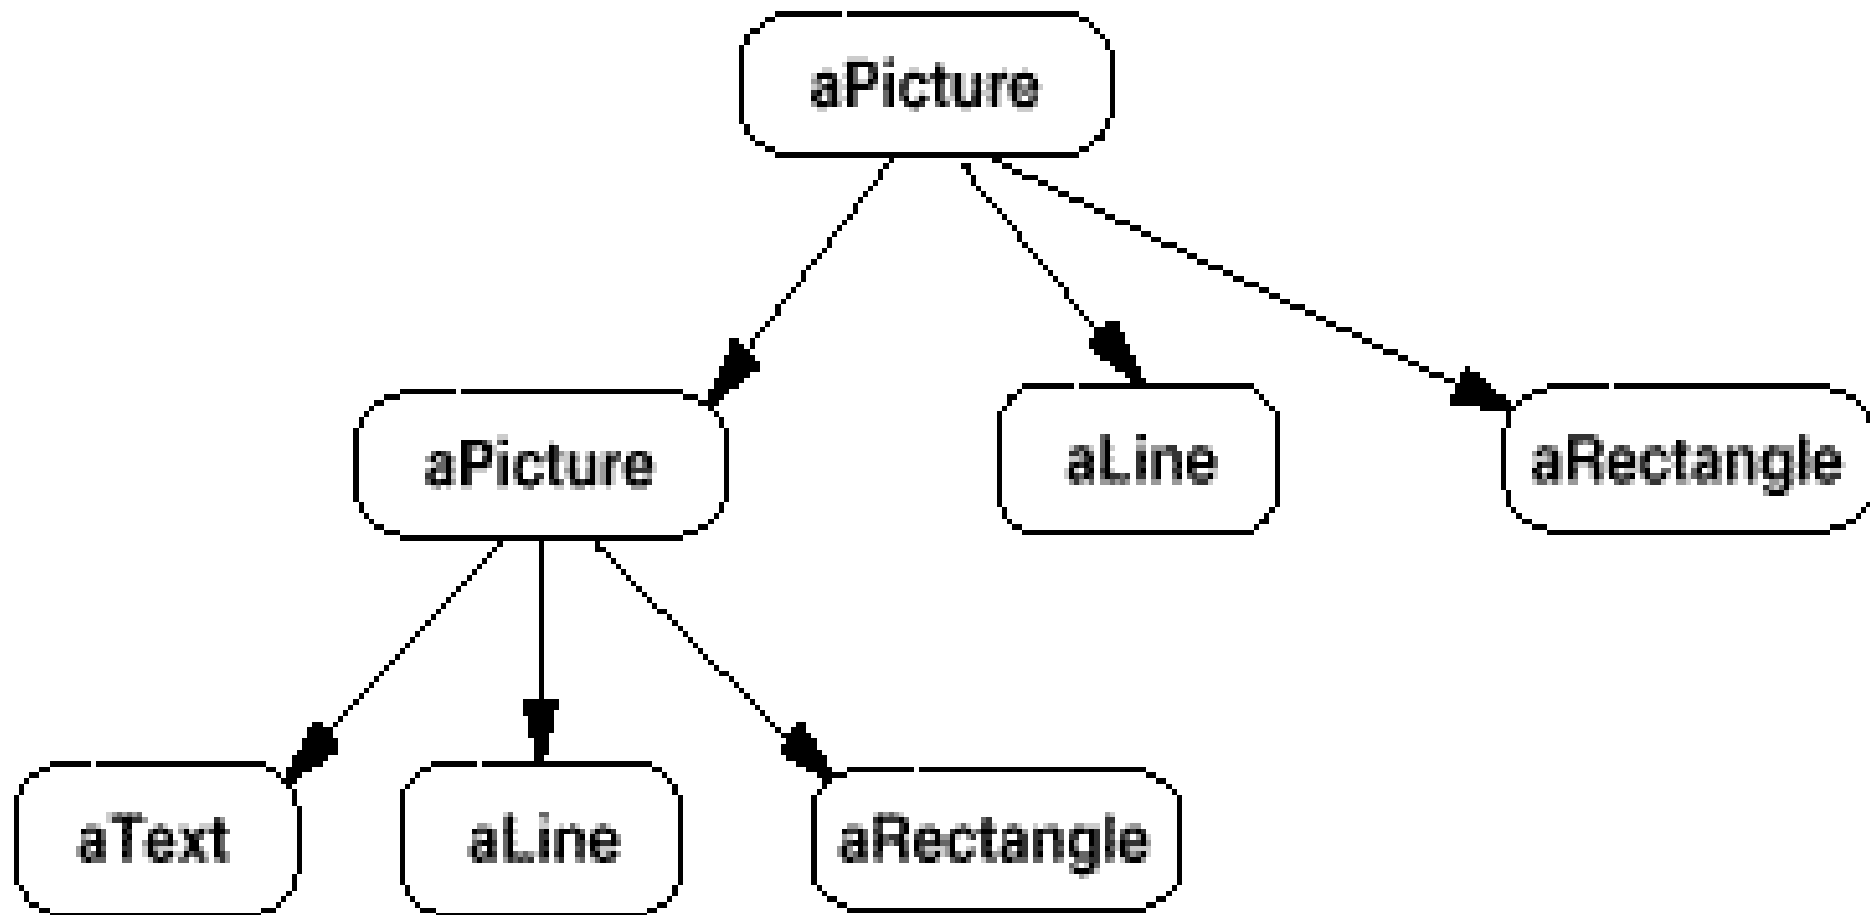 aPicture
aPicture
aLine
aRectangle
aText
aLine
aRectangle